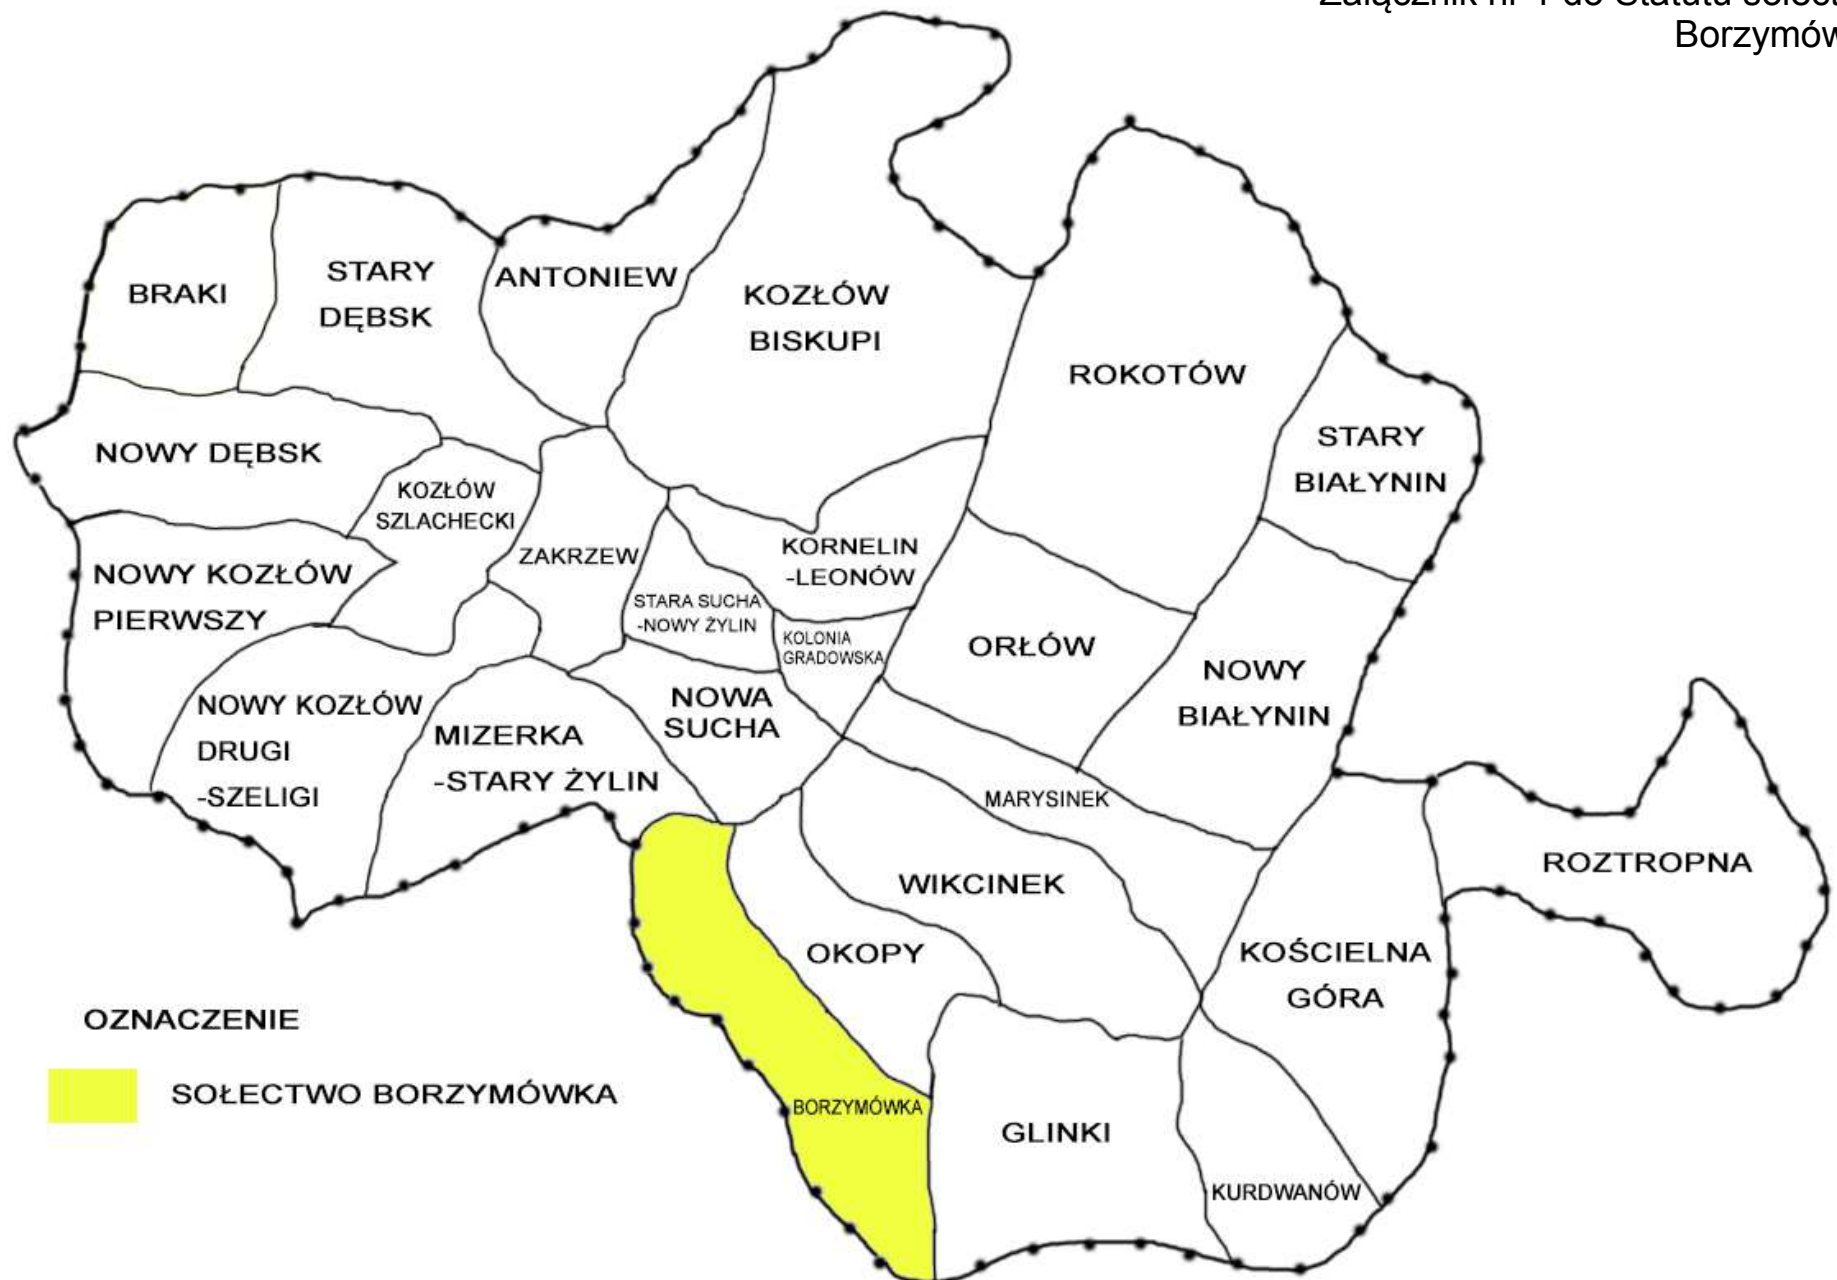 Borzymów
BRAKI
STARY
DĘBSK
ANTONIEW
KOZŁÓW
BISKUPI
ROKOTÓW
STARY
BIAŁYNIN
NOWY DĘBSK
KOZŁÓW
SZLACHECKI
ZAKRZEW
KORNELIN
-LEONÓW
NOWY KOZŁÓW
PIERWSZY
STARA SUCHA
-NOWY ŻYLIN
KOLONIA
GRADOWSKA
ORŁÓW
NOWY
BIAŁYNIN
NOWY KOZŁÓW
DRUGI
-SZELIGI
MIZERKA
-STARY ŻYLIN
NOWA
SUCHA
MARYSINEK
WIKCINEK
ROZTROPNA
OKOPY
KOŚCIELNA
GÓRA
OZNACZENIE
SOŁECTWO BORZYMÓWKA
BORZYMÓWKA
GLINKI
KURDWANÓW